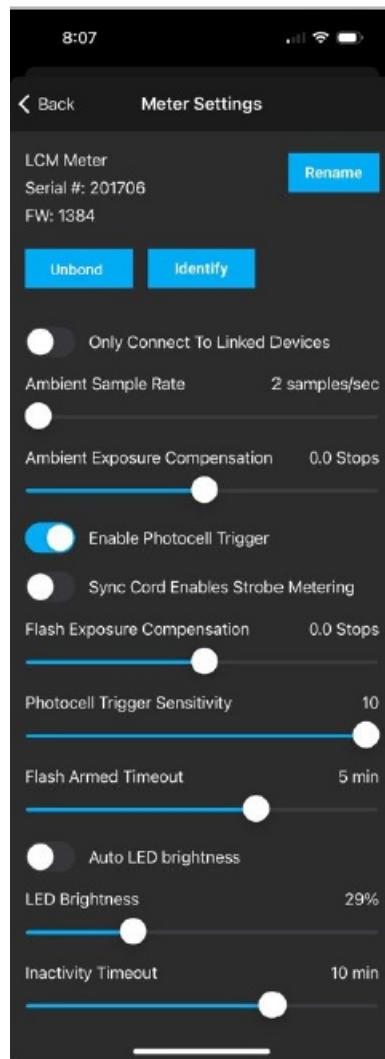 8:07
Back Meter Settings
LCM Meter
Serial #: 201706
FW: 1384
Rename
Unbond Identify
Only Connect To Linked Devices
Ambient Sample Rate 2 samples/sec
Ambient Exposure Compensation 0.0 Stops
Enable Photocell Trigger
Sync Cord Enables Strobe Metering
Flash Exposure Compensation 0.0 Stops
Photocell Trigger Sensitivity 10
Flash Armed Timeout 5 min
Auto LED brightness
LED Brightness 29%
Inactivity Timeout 10 min